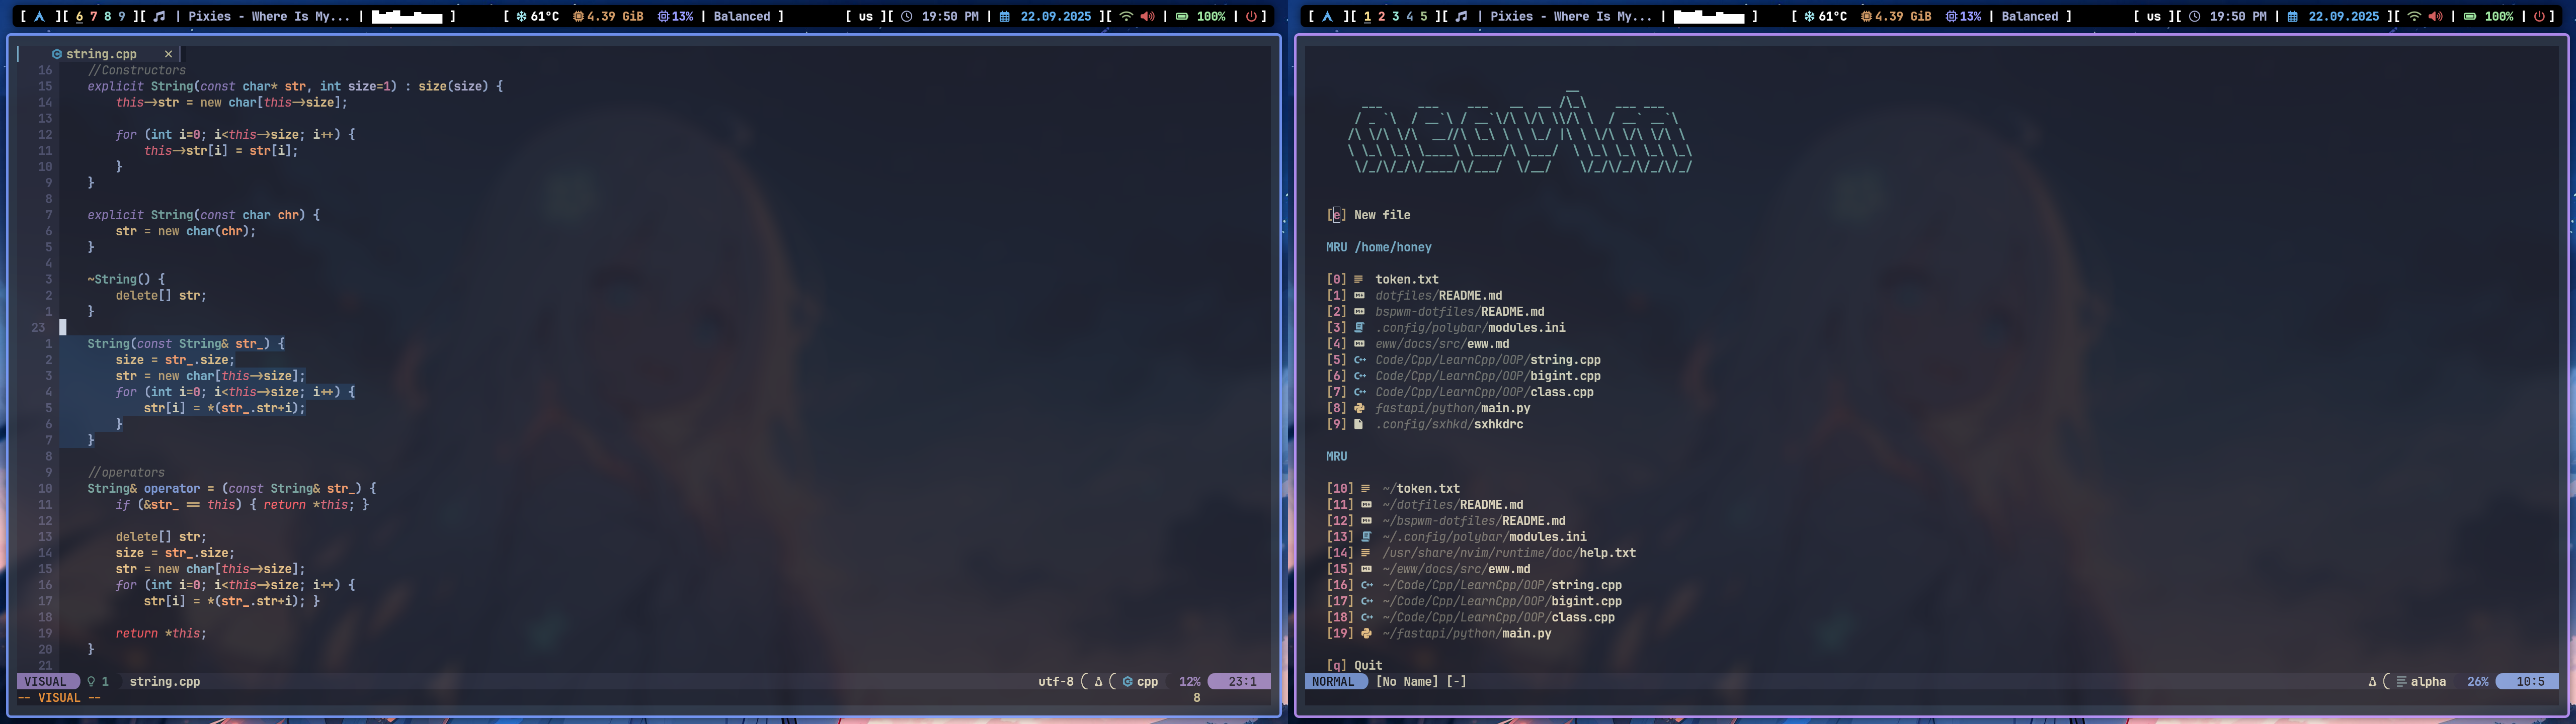 [ ][ 6 7 8 9 ][ | Pixies - Where Is My... | ]
[ 61°C 4.39 GiB 13% | Balanced ]
[ us ][ 19:50 PM | 22.09.2025 ][ | 100% | ]
string.cpp ×
16 //Constructors
15 explicit String(const char* str, int size=1) : size(size) {
14 this->str = new char[this->size];
13
12 for (int i=0; i<this->size; i++) {
11 this->str[i] = str[i];
10 }
9 }
8
7 explicit String(const char chr) {
6 str = new char(chr);
5 }
4
3 ~String() {
2 delete[] str;
1 }
23
1 String(const String& str_) {
2 size = str_.size;
3 str = new char[this->size];
4 for (int i=0; i<this->size; i++) {
5 str[i] = *(str_.str+i);
6 }
7 }
8
9 //operators
10 String& operator = (const String& str_) {
11 if (&str_ == this) { return *this; }
12
13 delete[] str;
14 size = str_.size;
15 str = new char[this->size];
16 for (int i=0; i<this->size; i++) {
17 str[i] = *(str_.str+i); }
18
19 return *this;
20 }
21
VISUAL 1 string.cpp utf-8 cpp 12% 23:1
-- VISUAL -- 8
[ ][ 1 2 3 4 5 ][ | Pixies - Where Is My... | ]
[ 61°C 4.39 GiB 13% | Balanced ]
[ us ][ 19:50 PM | 22.09.2025 ][ | 100% | ]
neovim
[e] New file
MRU /home/honey
[0] token.txt
[1] dotfiles/README.md
[2] bspwm-dotfiles/README.md
[3] .config/polybar/modules.ini
[4] eww/docs/src/eww.md
[5] Code/Cpp/LearnCpp/OOP/string.cpp
[6] Code/Cpp/LearnCpp/OOP/bigint.cpp
[7] Code/Cpp/LearnCpp/OOP/class.cpp
[8] fastapi/python/main.py
[9] .config/sxhkd/sxhkdrc
MRU
[10] ~/token.txt
[11] ~/dotfiles/README.md
[12] ~/bspwm-dotfiles/README.md
[13] ~/.config/polybar/modules.ini
[14] /usr/share/nvim/runtime/doc/help.txt
[15] ~/eww/docs/src/eww.md
[16] ~/Code/Cpp/LearnCpp/OOP/string.cpp
[17] ~/Code/Cpp/LearnCpp/OOP/bigint.cpp
[18] ~/Code/Cpp/LearnCpp/OOP/class.cpp
[19] ~/fastapi/python/main.py
[q] Quit
NORMAL [No Name] [-] alpha 26% 10:5